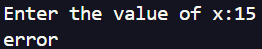 Enter the value of x:15
error